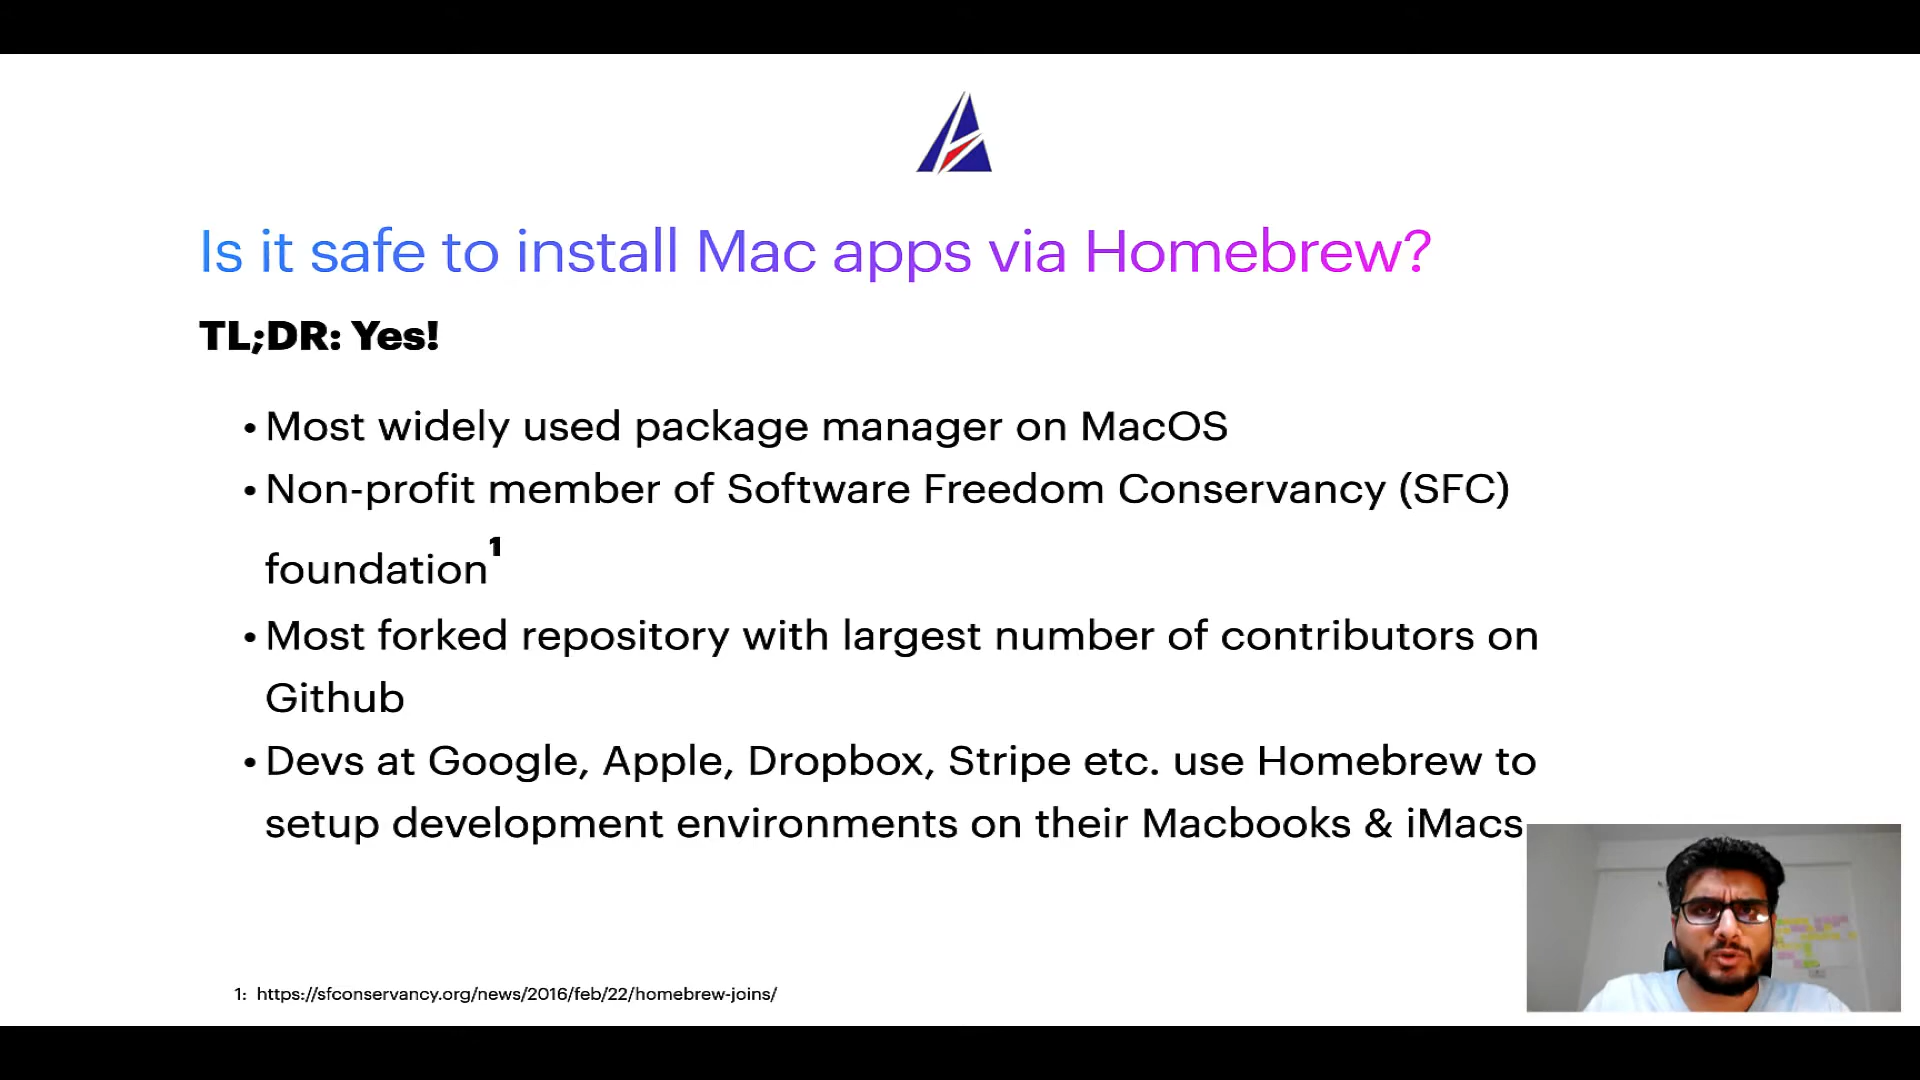 Is it safe to install Mac apps via Homebrew?
TL;DR: Yes!
• Most widely used package manager on MacOS
• Non-profit member of Software Freedom Conservancy (SFC)
foundation¹
• Most forked repository with largest number of contributors on
Github
• Devs at Google, Apple, Dropbox, Stripe etc. use Homebrew to
setup development environments on their Macbooks & iMacs
1: https://sfconservancy.org/news/2016/feb/22/homebrew-joins/